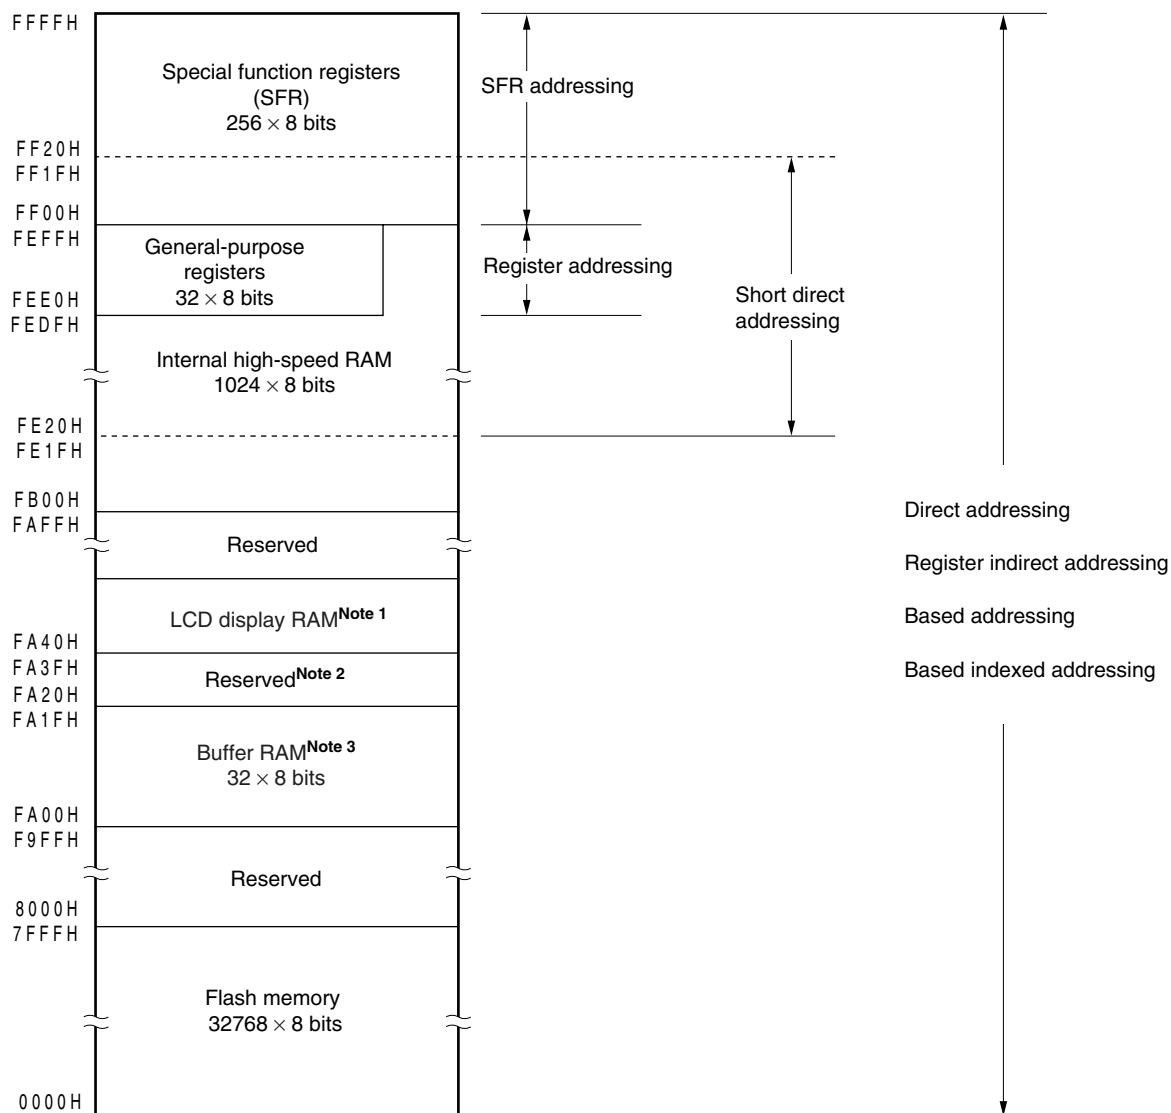 FFFFH
Special function registers
(SFR)
256 × 8 bits
SFR addressing
FF20H
FF1FH
FF00H
FEFFH
General-purpose
registers
32 × 8 bits
Register addressing
FEE0H
FEDFH
Short direct
addressing
Internal high-speed RAM
1024 × 8 bits
FE20H
FE1FH
FB00H
FAFFH
Reserved
LCD display RAMNote 1
FA40H
FA3FH
Reserved Note 2
FA20H
FA1FH
Buffer RAMNote 3
32 × 8 bits
FA00H
F9FFH
Reserved
8000H
7FFFH
Flash memory
32768 × 8 bits
0000H
Direct addressing
Register indirect addressing
Based addressing
Based indexed addressing